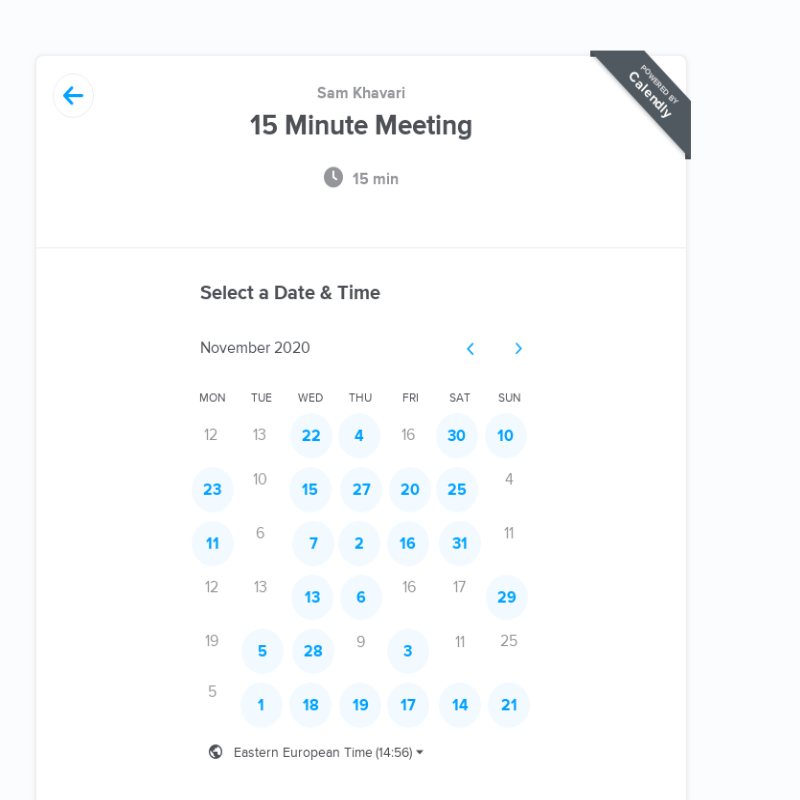 POWERED BY
Calendly
Sam Khavari
15 Minute Meeting
15 min
Select a Date & Time
November 2020
MON TUE WED THU FRI SAT SUN
12 13 22 4 16 30 10
23 10 15 27 20 25 4
11 6 7 2 16 31 11
12 13 13 6 16 17 29
19 5 28 9 3 11 25
5 1 18 19 17 14 21
Eastern European Time (14:56)